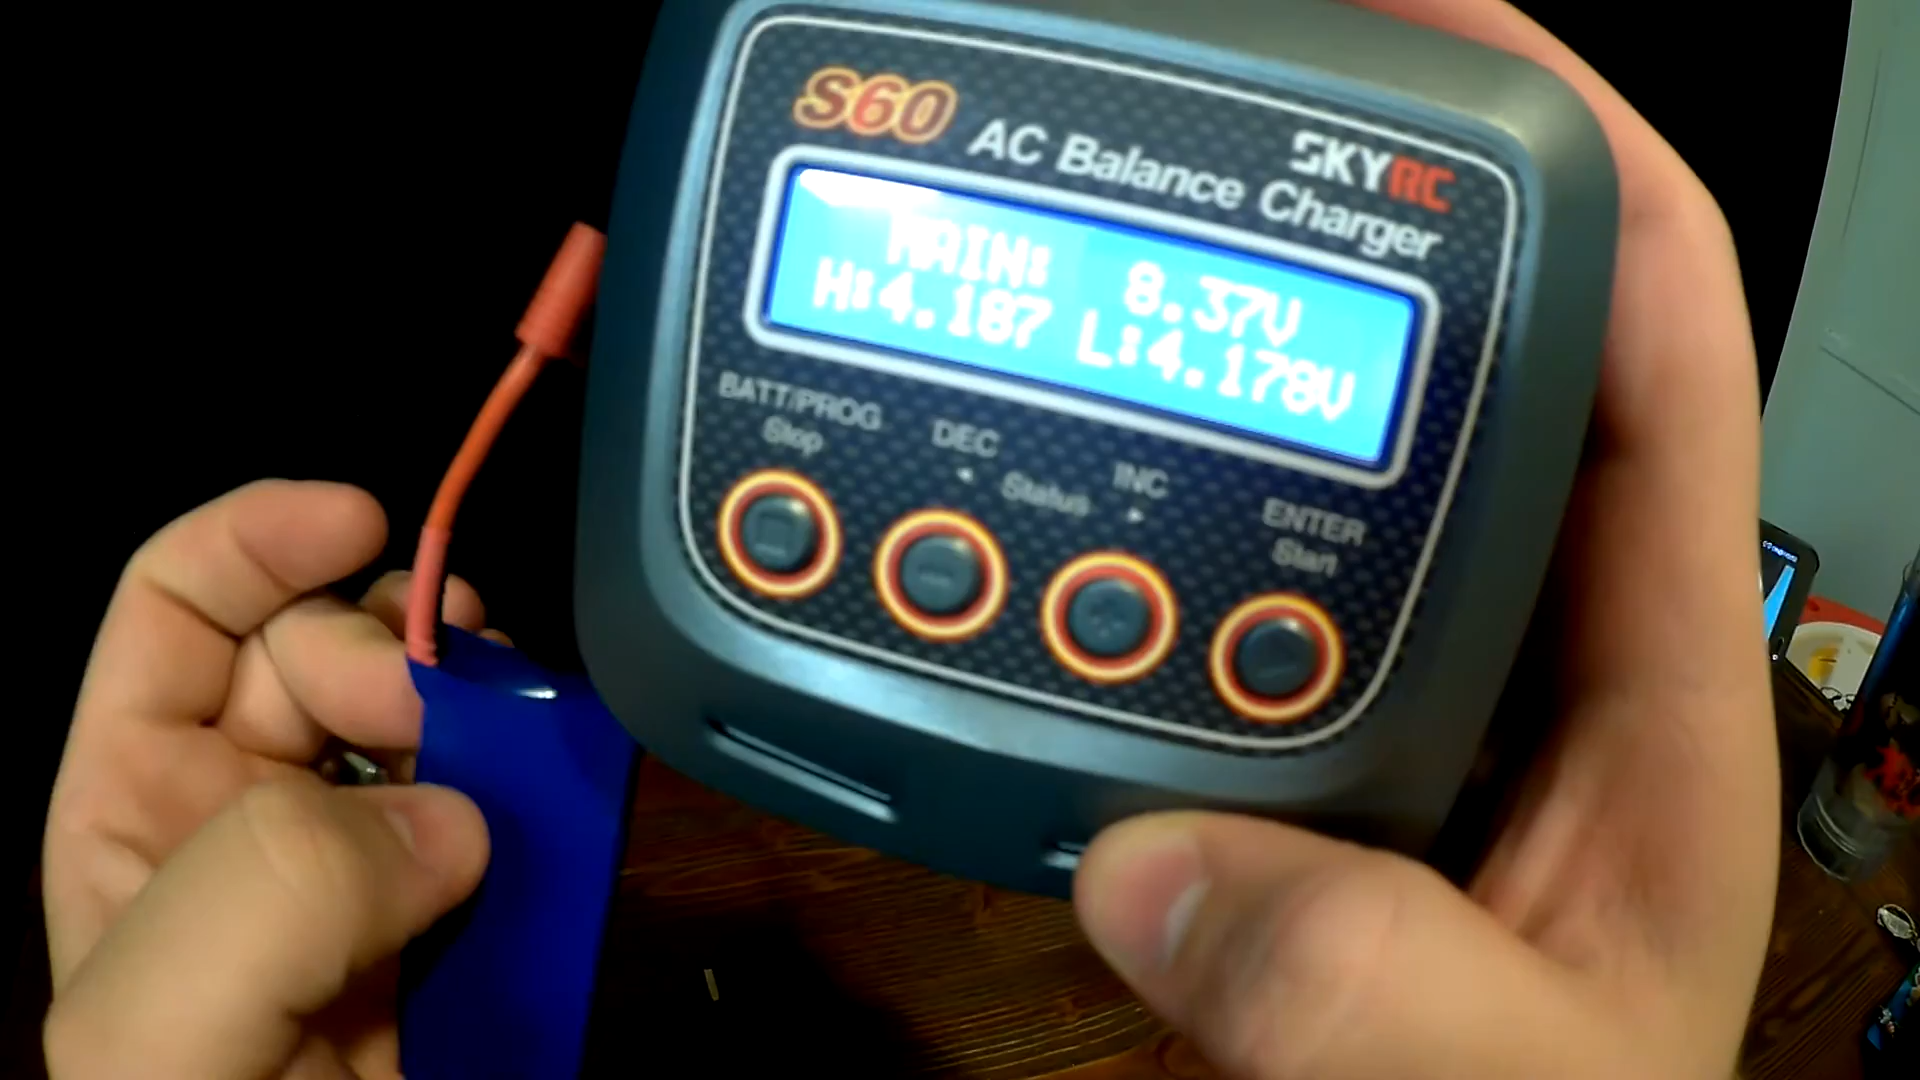 S60 AC Balance Charger
SKYRC
MAIN: 8.37V
H:4.187 L:4.178V
BATT/PROG
Stop
DEC
Status
INC
ENTER
Start